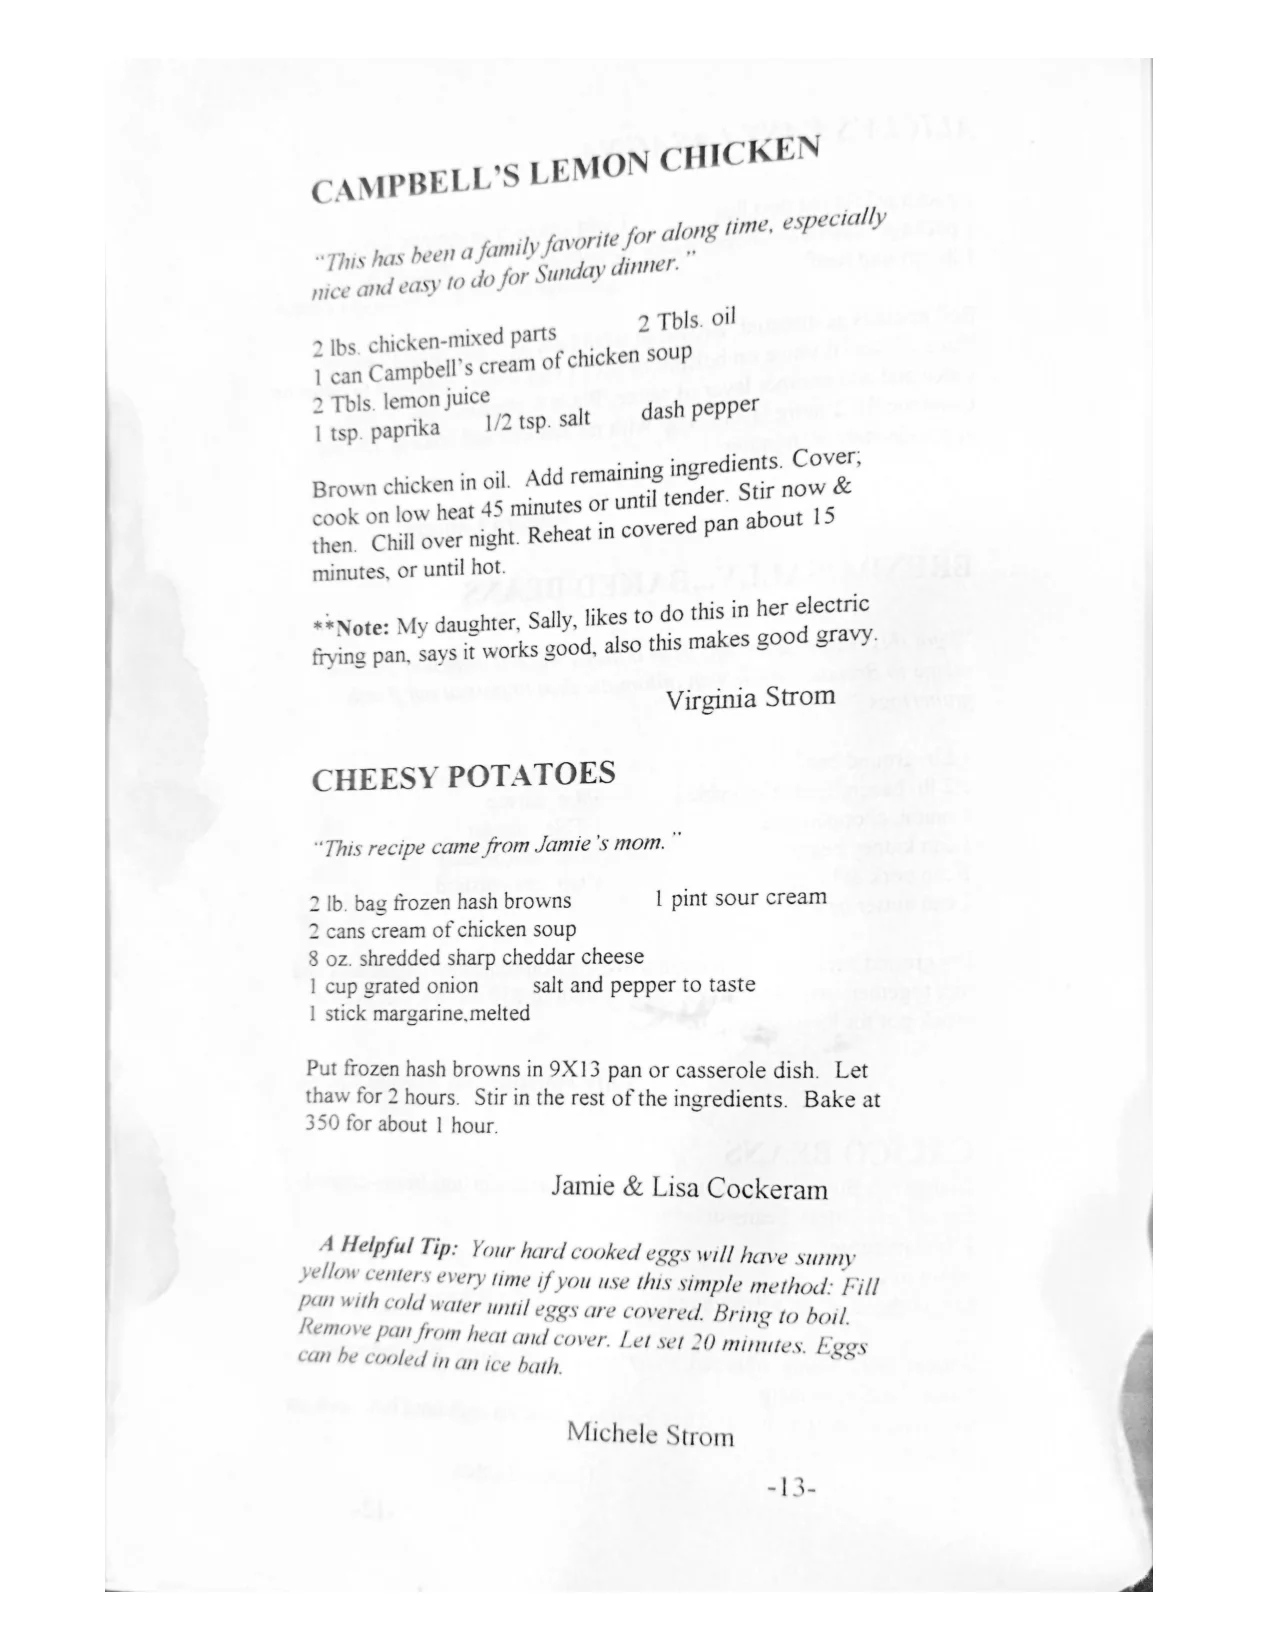 CAMPBELL'S LEMON CHICKEN
"This has been a family favorite for along time, especially
nice and easy to do for Sunday dinner. "
2 lbs. chicken-mixed parts 2 Tbls. oil
1 can Campbell's cream of chicken soup
2 Tbls. lemon juice
1 tsp. paprika 1/2 tsp. salt dash pepper
Brown chicken in oil. Add remaining ingredients. Cover;
cook on low heat 45 minutes or until tender. Stir now &
then. Chill over night. Reheat in covered pan about 15
minutes, or until hot.
**Note: My daughter, Sally, likes to do this in her electric
frying pan, says it works good, also this makes good gravy.
Virginia Strom
CHEESY POTATOES
"This recipe came from Jamie's mom. "
2 lb. bag frozen hash browns 1 pint sour cream
2 cans cream of chicken soup
8 oz. shredded sharp cheddar cheese
1 cup grated onion salt and pepper to taste
1 stick margarine,melted
Put frozen hash browns in 9X13 pan or casserole dish. Let
thaw for 2 hours. Stir in the rest of the ingredients. Bake at
350 for about 1 hour.
Jamie & Lisa Cockeram
A Helpful Tip: Your hard cooked eggs will have sunny
yellow centers every time if you use this simple method: Fill
pan with cold water until eggs are covered. Bring to boil.
Remove pan from heat and cover. Let set 20 minutes. Eggs
can be cooled in an ice bath.
Michele Strom
-13-